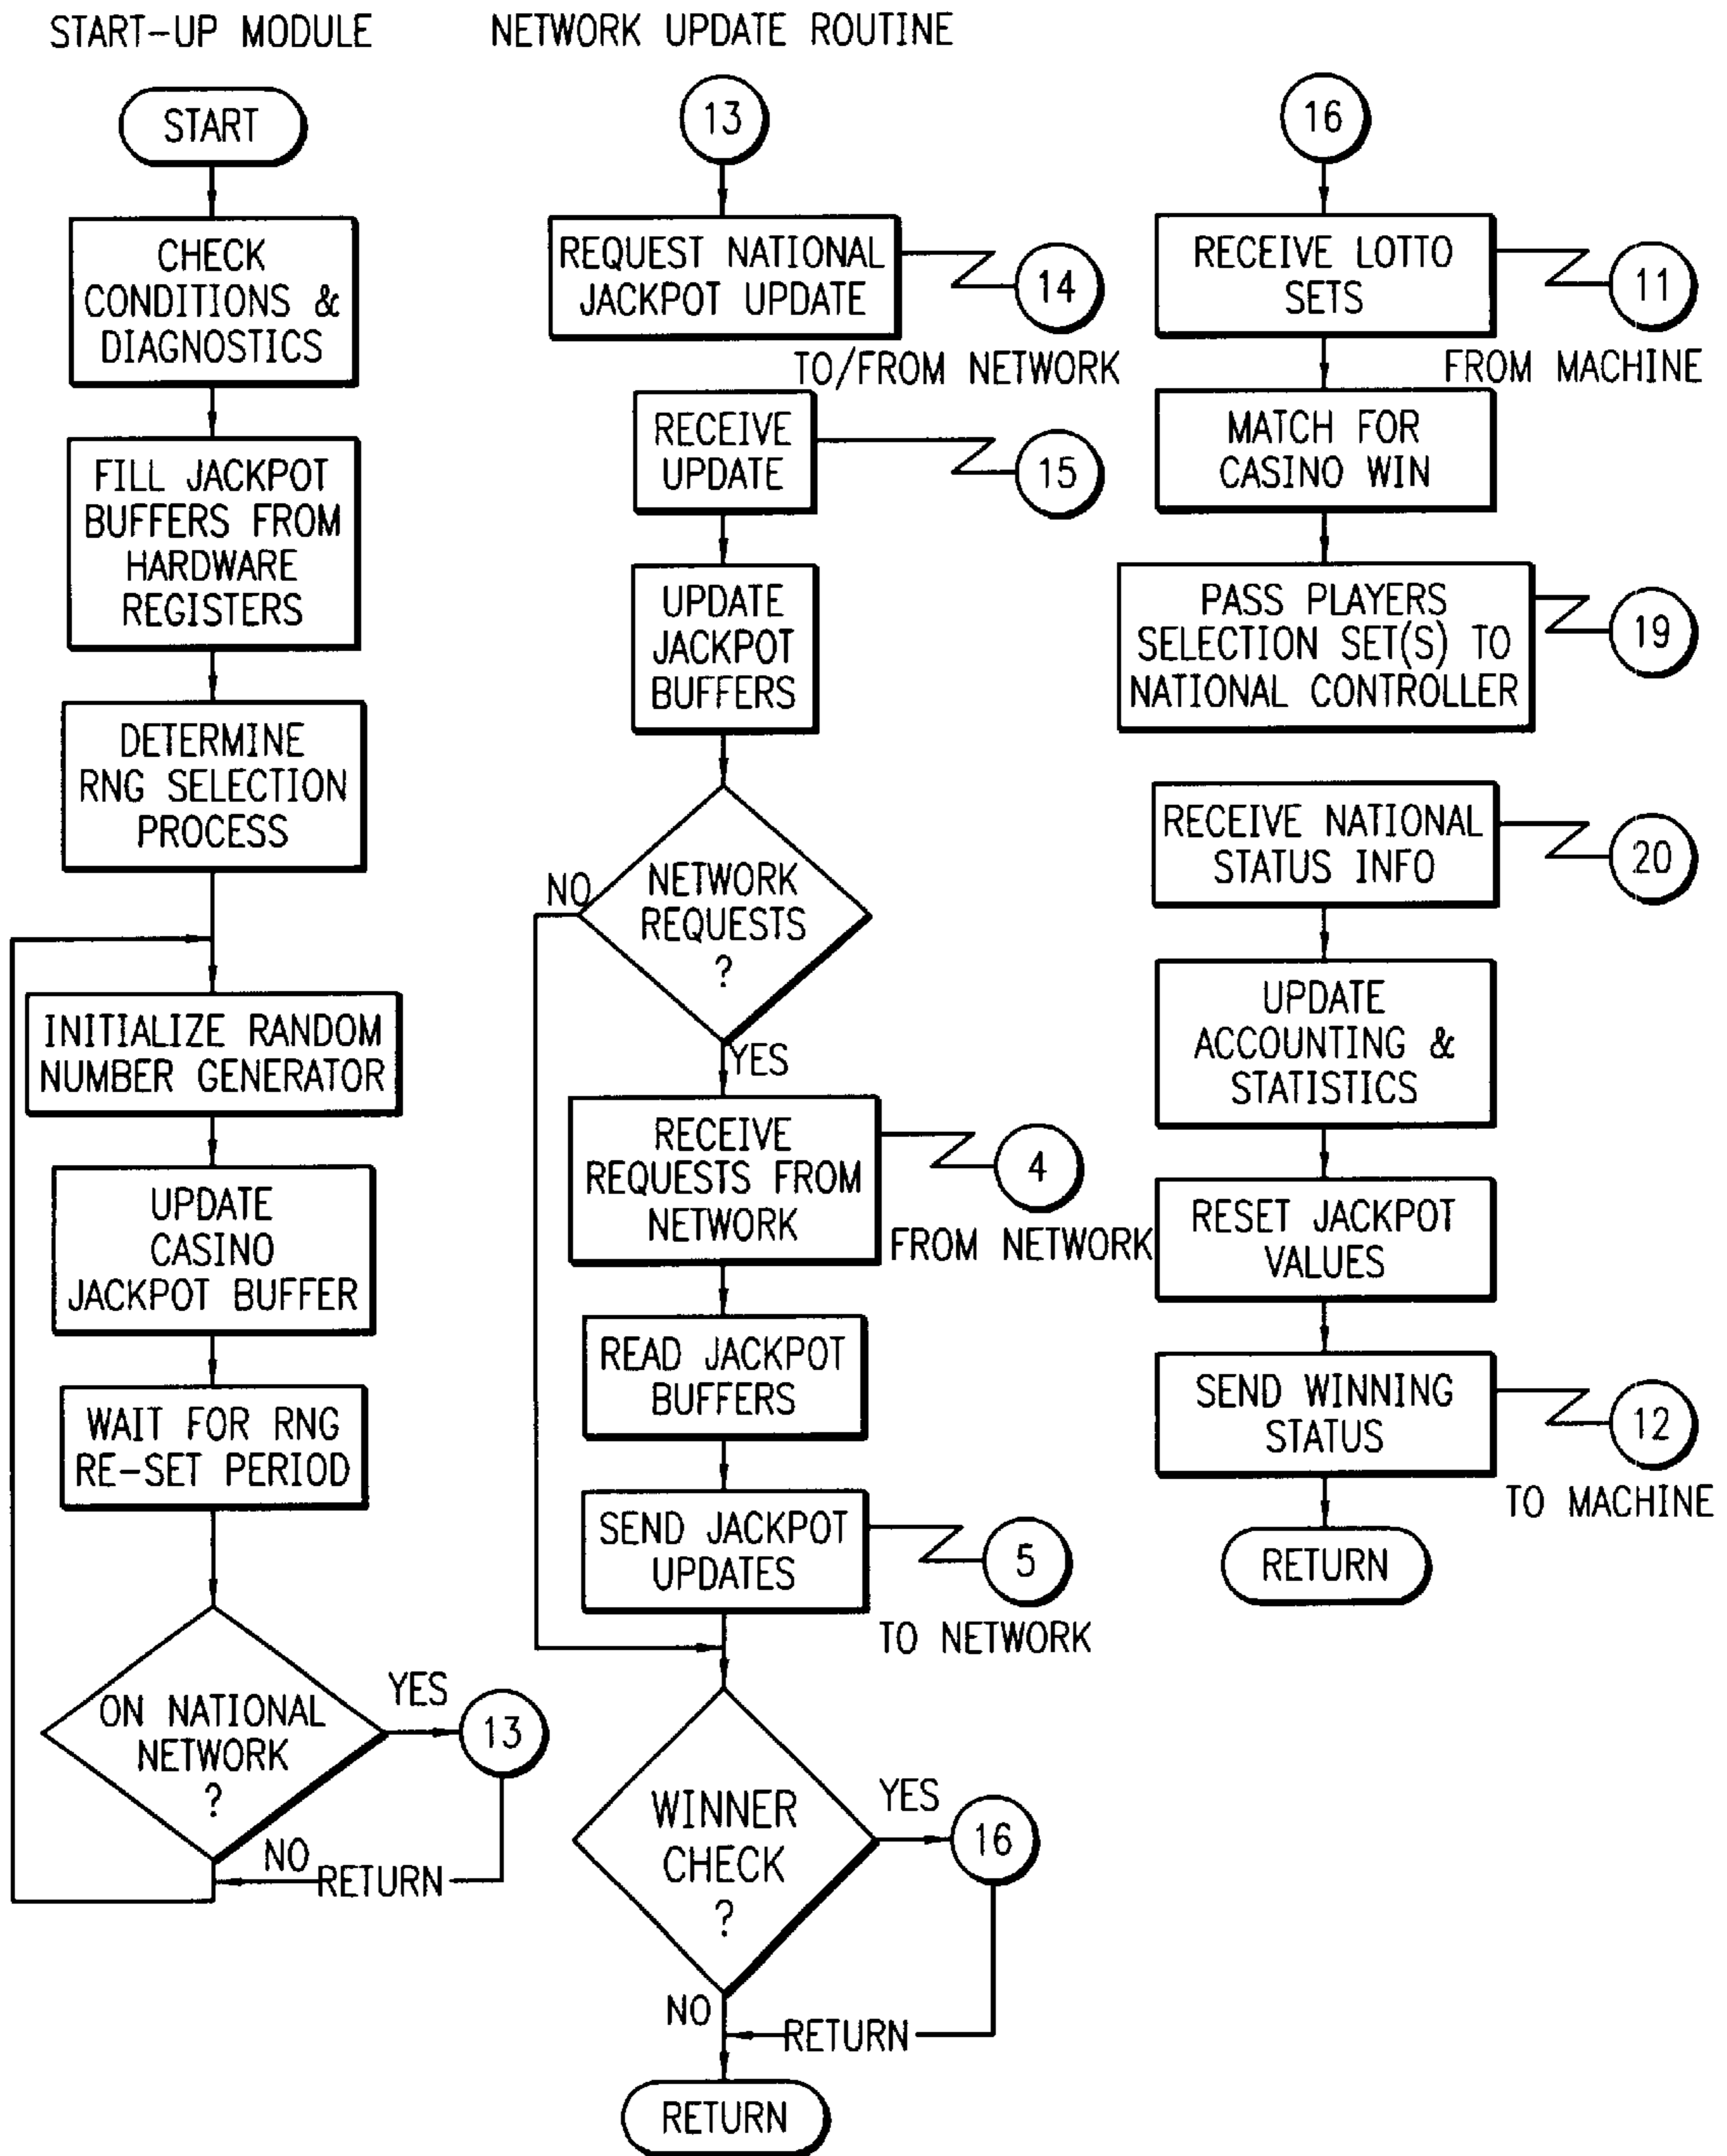 START-UP MODULE
START
CHECK
CONDITIONS &
DIAGNOSTICS
FILL JACKPOT
BUFFERS FROM
HARDWARE
REGISTERS
DETERMINE
RNG SELECTION
PROCESS
INITIALIZE RANDOM
NUMBER GENERATOR
UPDATE
CASINO
JACKPOT BUFFER
WAIT FOR RNG
RE-SET PERIOD
ON NATIONAL
NETWORK
?
YES
13
NO
RETURN
NETWORK UPDATE ROUTINE
13
REQUEST NATIONAL
JACKPOT UPDATE
14
TO/FROM NETWORK
RECEIVE
UPDATE
15
UPDATE
JACKPOT
BUFFERS
NO
NETWORK
REQUESTS
?
YES
RECEIVE
REQUESTS FROM
NETWORK
4
FROM NETWORK
READ JACKPOT
BUFFERS
SEND JACKPOT
UPDATES
5
TO NETWORK
WINNER
CHECK
?
YES
16
NO
RETURN
RETURN
16
RECEIVE LOTTO
SETS
11
FROM MACHINE
MATCH FOR
CASINO WIN
PASS PLAYERS
SELECTION SET(S) TO
NATIONAL CONTROLLER
19
RECEIVE NATIONAL
STATUS INFO
20
UPDATE
ACCOUNTING &
STATISTICS
RESET JACKPOT
VALUES
SEND WINNING
STATUS
12
TO MACHINE
RETURN